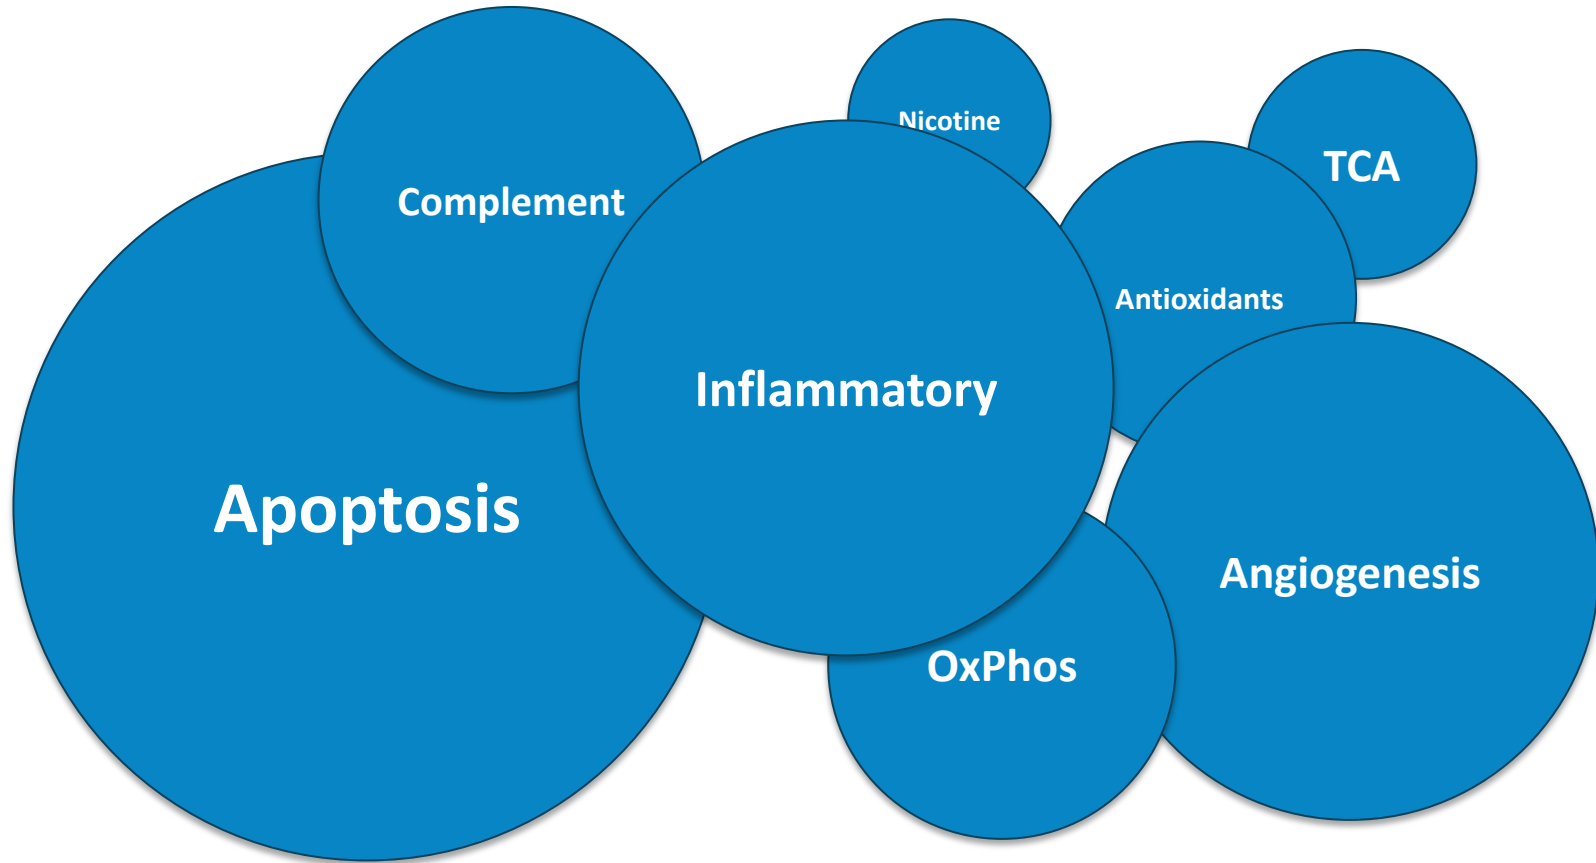 Nicotine
TCA
Complement
Antioxidants
Inflammatory
Apoptosis
Angiogenesis
OxPhos